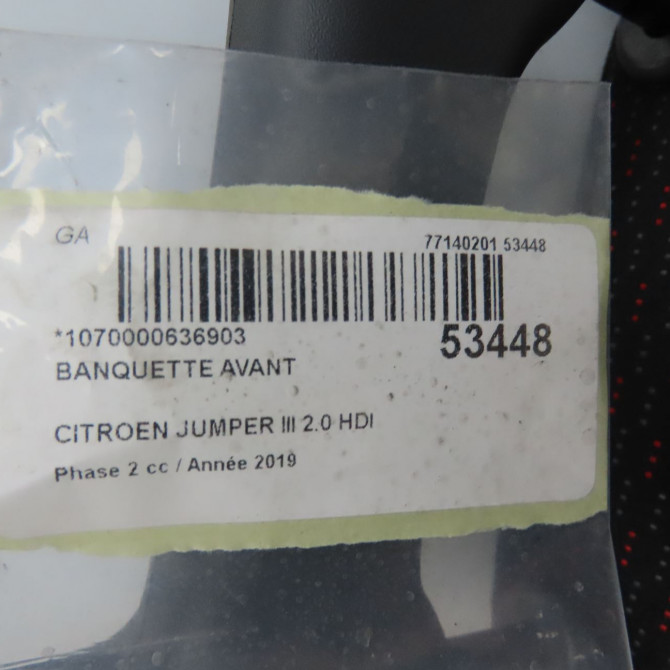 GA 77140201 53448
*1070000636903 53448
BANQUETTE AVANT
CITROEN JUMPER III 2.0 HDI
Phase 2 cc / Année 2019